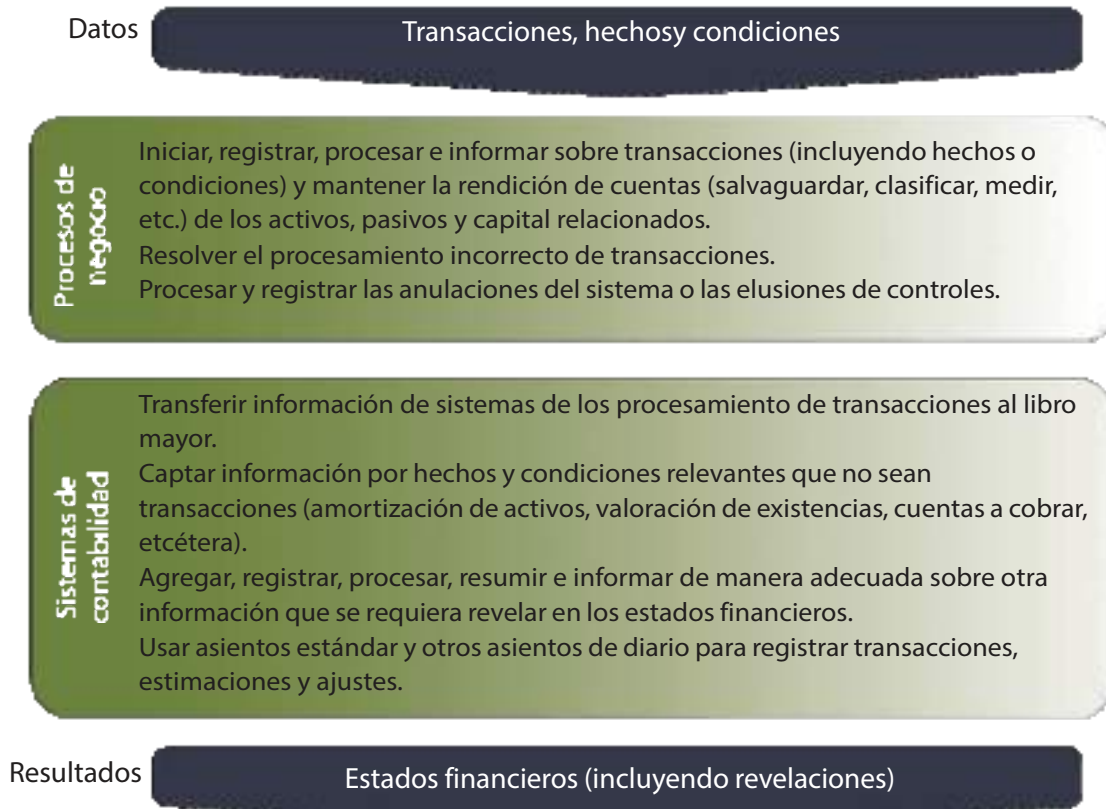 Datos
Transacciones, hechosy condiciones
Procesos de
negocio
Iniciar, registrar, procesar e informar sobre transacciones (incluyendo hechos o
condiciones) y mantener la rendición de cuentas (salvaguardar, clasificar, medir,
etc.) de los activos, pasivos y capital relacionados.
Resolver el procesamiento incorrecto de transacciones.
Procesar y registrar las anulaciones del sistema o las elusiones de controles.
Sistemas de
contabilidad
Transferir información de sistemas de los procesamiento de transacciones al libro
mayor.
Captar información por hechos y condiciones relevantes que no sean
transacciones (amortización de activos, valoración de existencias, cuentas a cobrar,
etcétera).
Agregar, registrar, procesar, resumir e informar de manera adecuada sobre otra
información que se requiera revelar en los estados financieros.
Usar asientos estándar y otros asientos de diario para registrar transacciones,
estimaciones y ajustes.
Resultados
Estados financieros (incluyendo revelaciones)